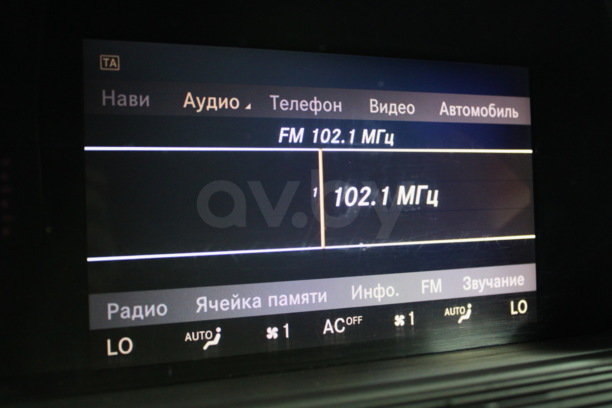 TA
Нави Аудио Телефон Видео Автомобиль
FM 102.1 МГц
1 102.1 МГц
av.by
Радио Ячейка памяти Инфо. FM Звучание
LO AUTO 1 AC OFF 1 AUTO LO